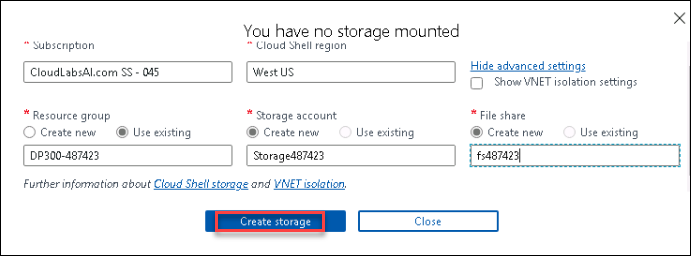 You have no storage mounted
* Subscription
* Cloud Shell region
CloudLabsAI.com SS - 045
West US
Hide advanced settings
Show VNET isolation settings
* Resource group
* Storage account
* File share
Create new Use existing
Create new Use existing
Create new Use existing
DP300-487423
Storage487423
fs487423
Further information about Cloud Shell storage and VNET isolation.
Create storage
Close